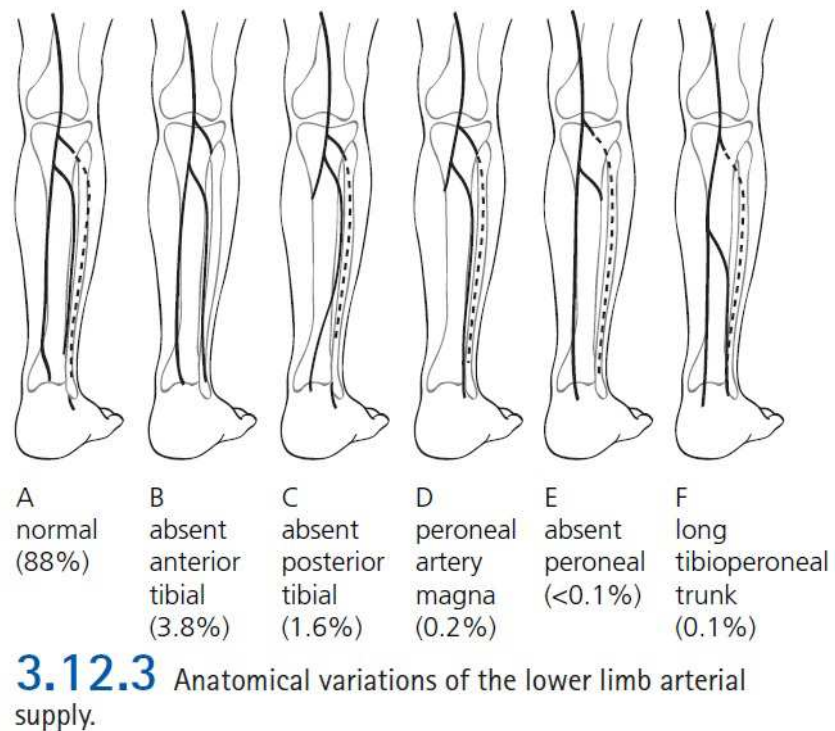 A
normal
(88%)
B
absent
anterior
tibial
(3.8%)
C
absent
posterior
tibial
(1.6%)
D
peroneal
artery
magna
(0.2%)
E
absent
peroneal
(<0.1%)
F
long
tibioperoneal
trunk
(0.1%)
3.12.3 Anatomical variations of the lower limb arterial
supply.